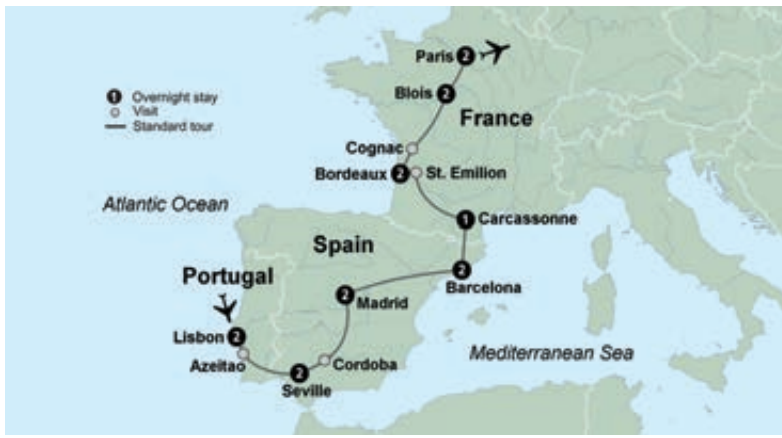 Paris 2
Blois 2
1 Overnight stay
Visit
Standard tour
France
Cognac
Bordeaux 2
St. Emilion
Atlantic Ocean
1 Carcassonne
Spain
Portugal
2
Barcelona
2
Madrid
Lisbon 2
Azeitao
Cordoba
Mediterranean Sea
2
Seville